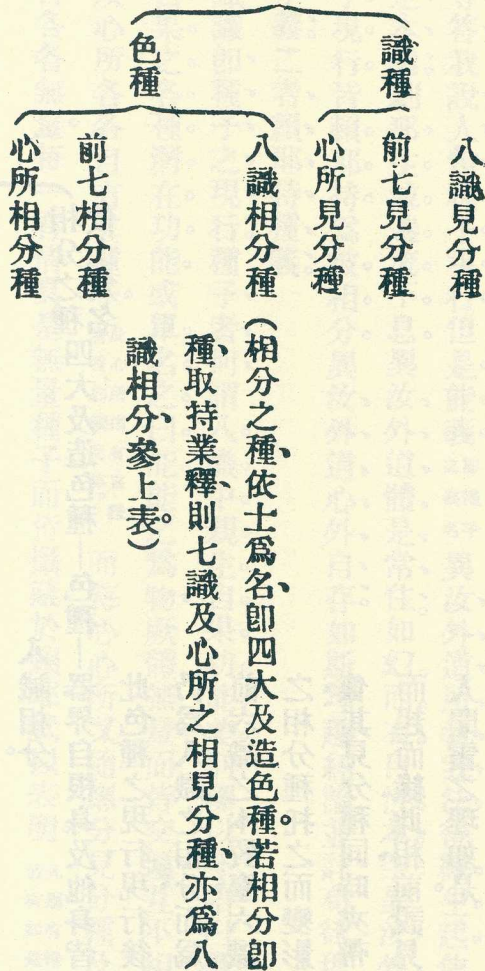 識種
八識見分種
前七見分種
心所見分種
色種
八識相分種
(相分之種、依士爲名、卽四大及造色種。若相分卽
種、取持業釋、則七識及心所之相見分種、亦爲八
識相分、參上表。)
前七相分種
心所相分種